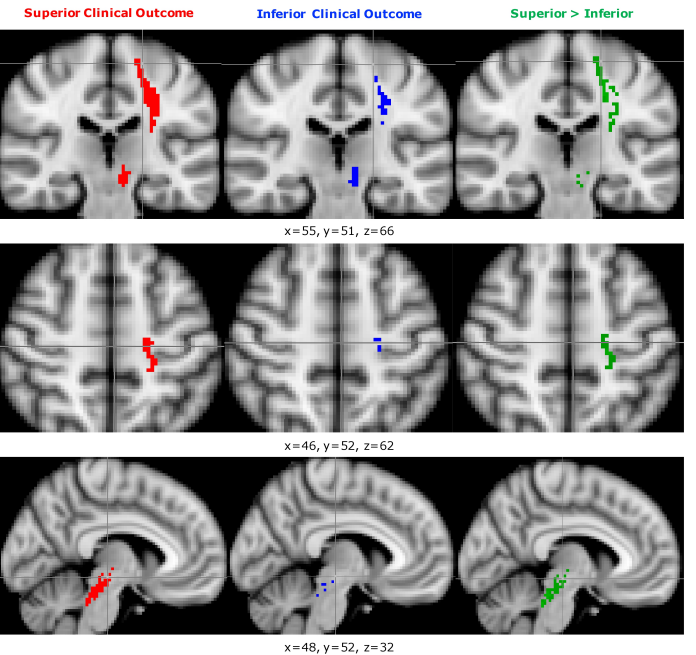 Superior Clinical Outcome
Inferior Clinical Outcome
Superior > Inferior
x=55, y=51, z=66
x=46, y=52, z=62
x=48, y=52, z=32